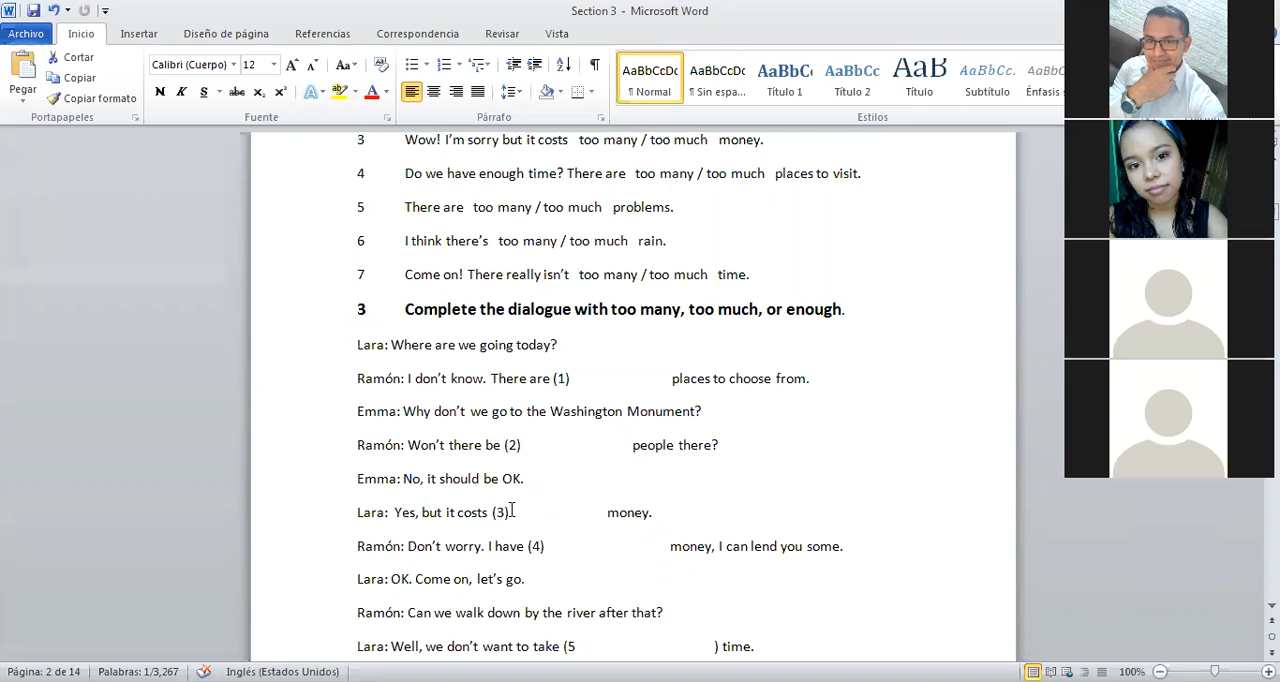 Section 3 - Microsoft Word
Archivo Inicio Insertar Diseño de página Referencias Correspondencia Revisar Vista
Cortar
Copiar
Copiar formato
Pegar
Portapapeles
Calibri (Cuerpo) 12
N K S abc x₂ x²
Fuente
Párrafo
AaBbCcDc AaBbCcDc AaBbC AaBbCc AaB AaBbCc AaBbCc
¶ Normal ¶ Sin espa... Título 1 Título 2 Título Subtítulo Énfasis
Estilos
3 Wow! I'm sorry but it costs too many / too much money.
4 Do we have enough time? There are too many / too much places to visit.
5 There are too many / too much problems.
6 I think there's too many / too much rain.
7 Come on! There really isn't too many / too much time.
3 Complete the dialogue with too many, too much, or enough.
Lara: Where are we going today?
Ramón: I don't know. There are (1) places to choose from.
Emma: Why don't we go to the Washington Monument?
Ramón: Won't there be (2) people there?
Emma: No, it should be OK.
Lara: Yes, but it costs (3) money.
Ramón: Don't worry. I have (4) money, I can lend you some.
Lara: OK. Come on, let's go.
Ramón: Can we walk down by the river after that?
Lara: Well, we don't want to take (5 ) time.
Página: 2 de 14 Palabras: 1/3,267 Inglés (Estados Unidos) 100%